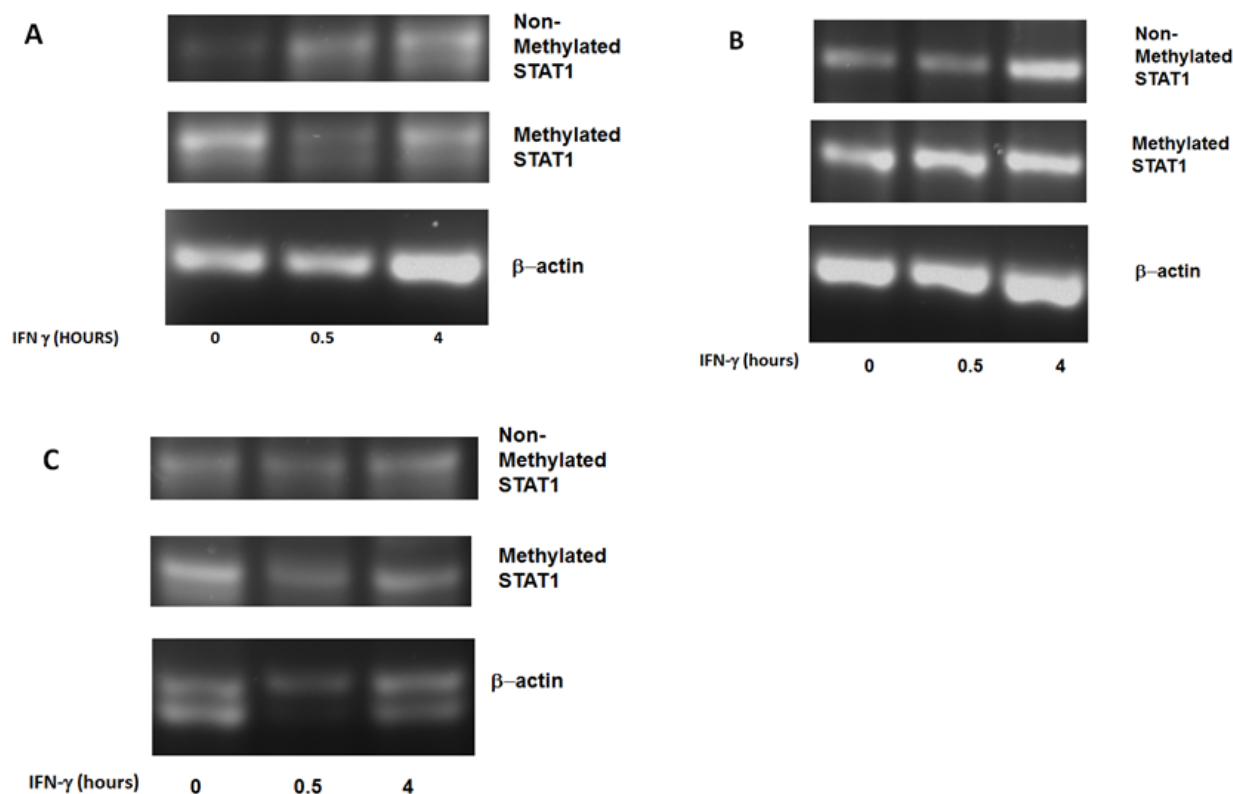 A
Non-
Methylated
STAT1
Methylated
STAT1
β–actin
IFN γ (HOURS) 0 0.5 4
B
Non-
Methylated
STAT1
Methylated
STAT1
β–actin
IFN-γ (hours) 0 0.5 4
C
Non-
Methylated
STAT1
Methylated
STAT1
β–actin
IFN-γ (hours) 0 0.5 4